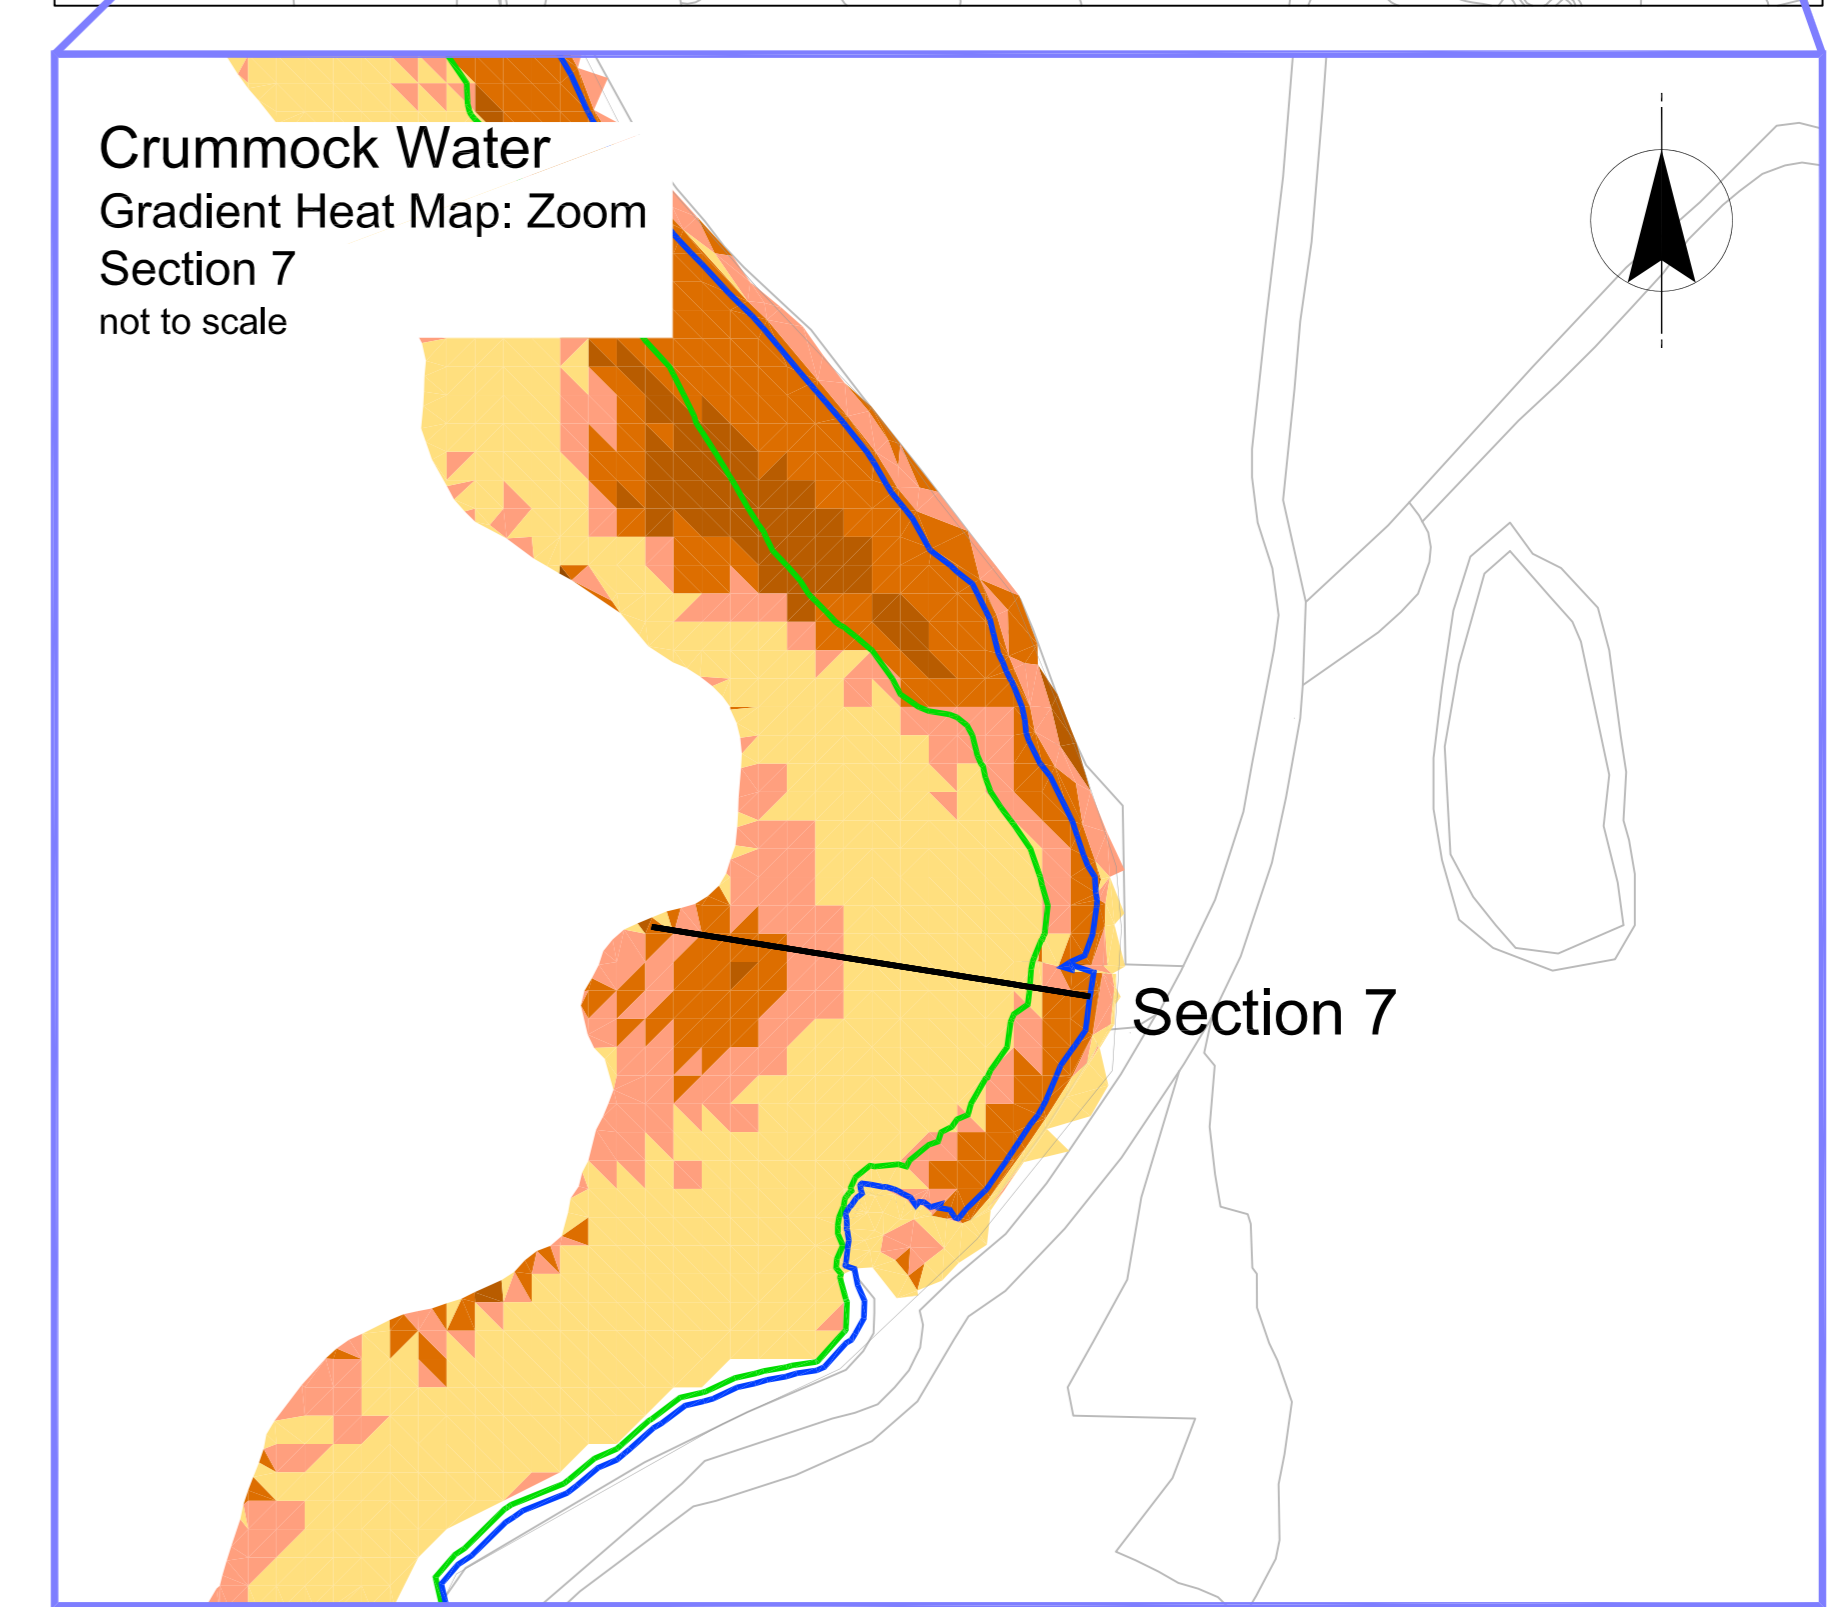 Crummock Water
Gradient Heat Map: Zoom
Section 7
not to scale
Section 7